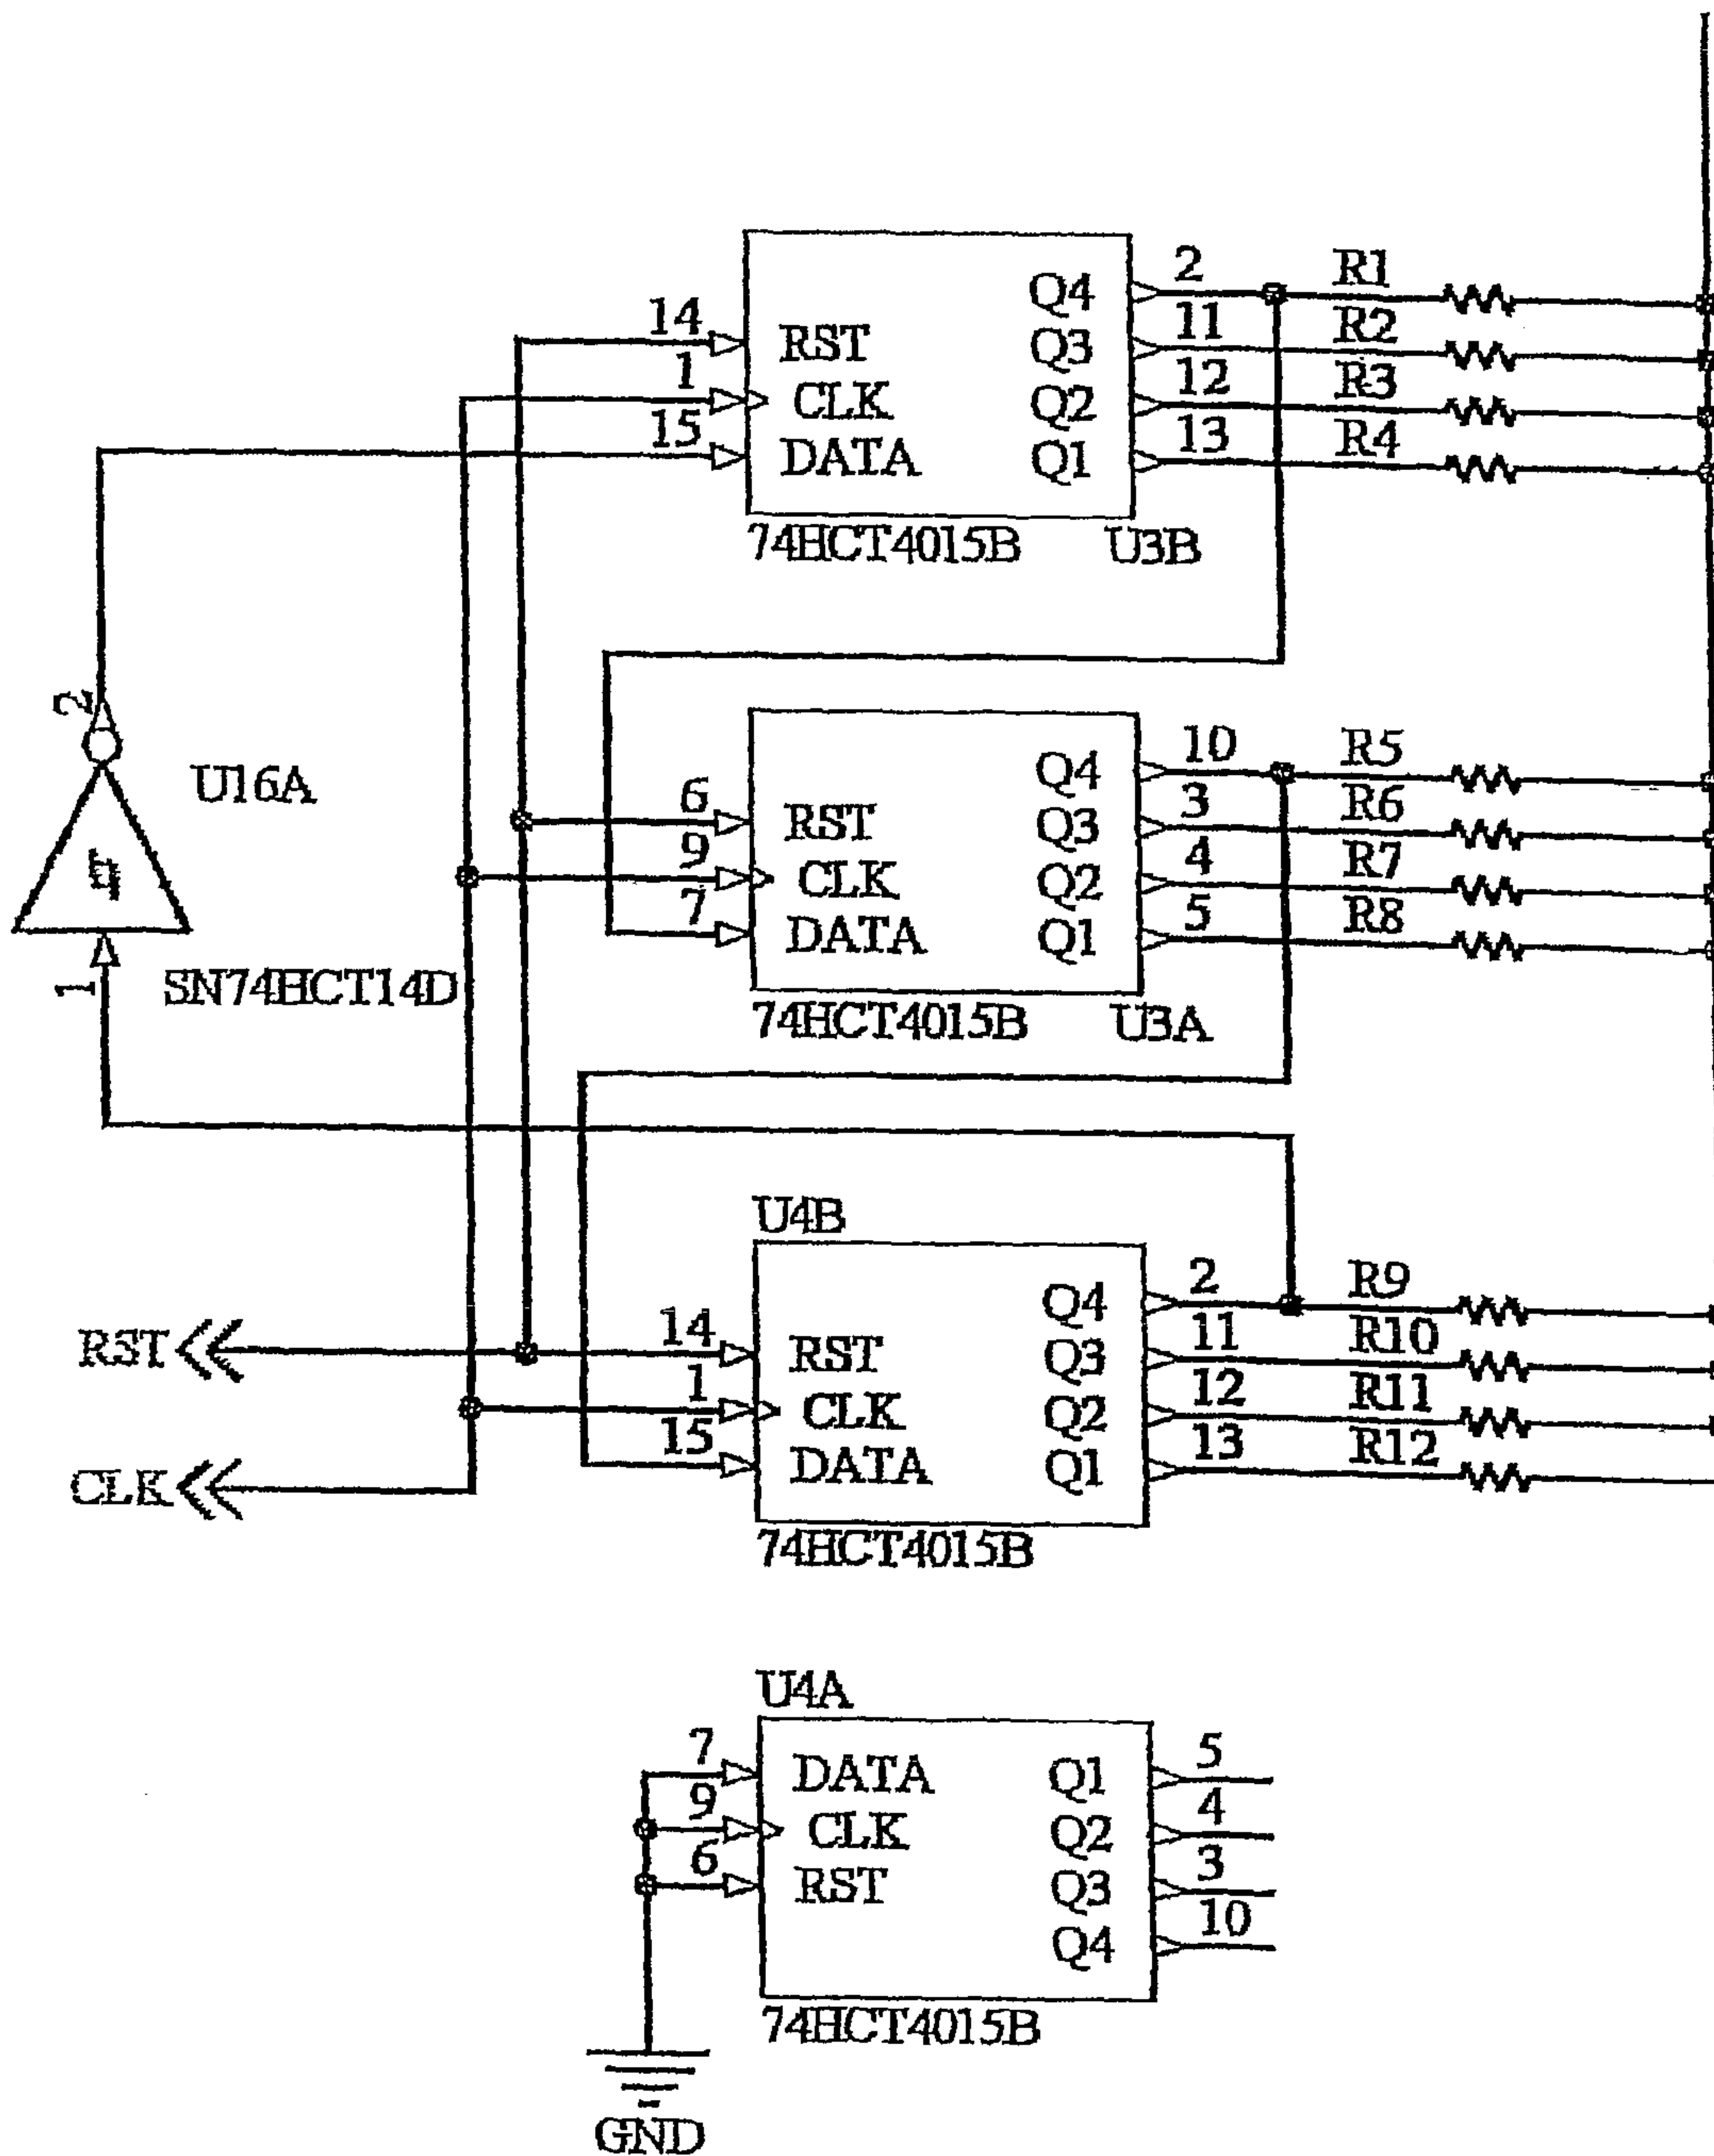 2 R1
14 RST Q4
11 R2
1 CLK Q3
12 R3
15 DATA Q2
13 R4
Q1
74HCT4015B U3B
2
U16A
1
SN74HCT14D
10 R5
6 RST Q4
3 R6
9 CLK Q3
4 R7
7 DATA Q2
5 R8
Q1
74HCT4015B U3A
U4B
2 R9
RST 14 RST Q4
11 R10
1 CLK Q3
12 R11
15 DATA Q2
13 R12
CLK Q1
74HCT4015B
U4A
7 DATA Q1 5
9 CLK Q2 4
6 RST Q3 3
Q4 10
74HCT4015B
GND